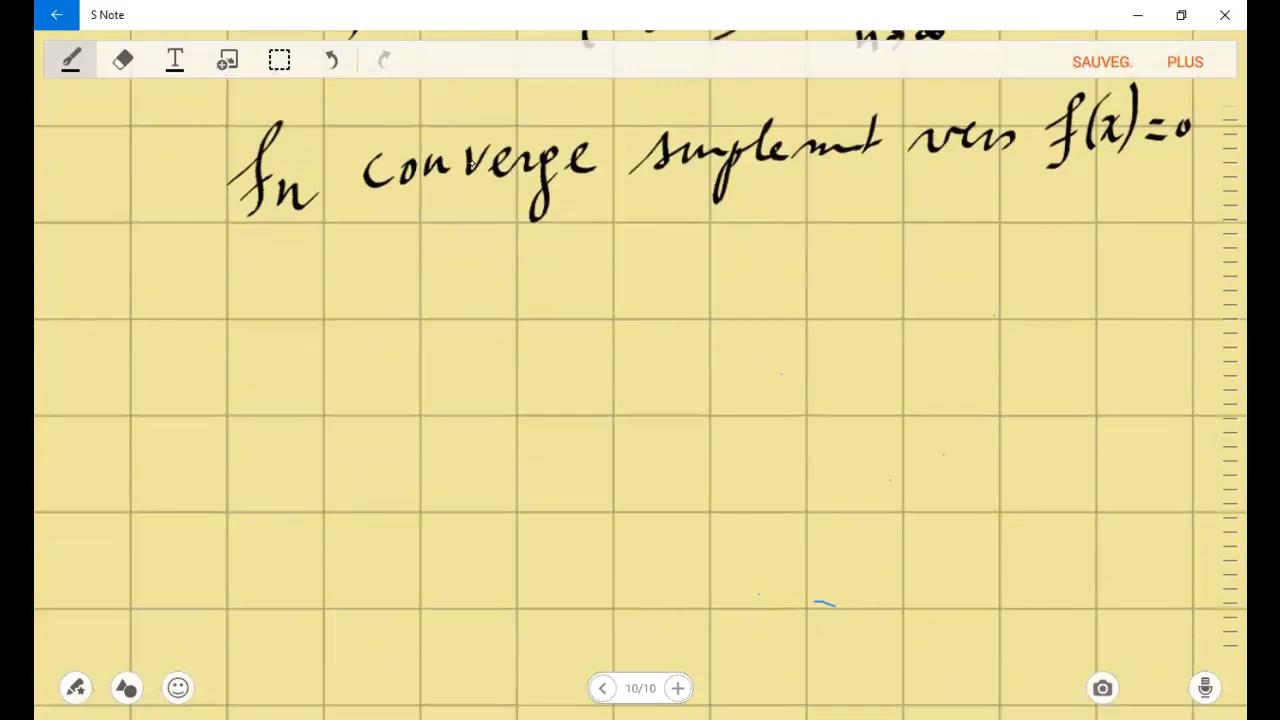 S Note
n→∞
SAUVEG. PLUS
fn converge simplement vers f(x)=0
10/10